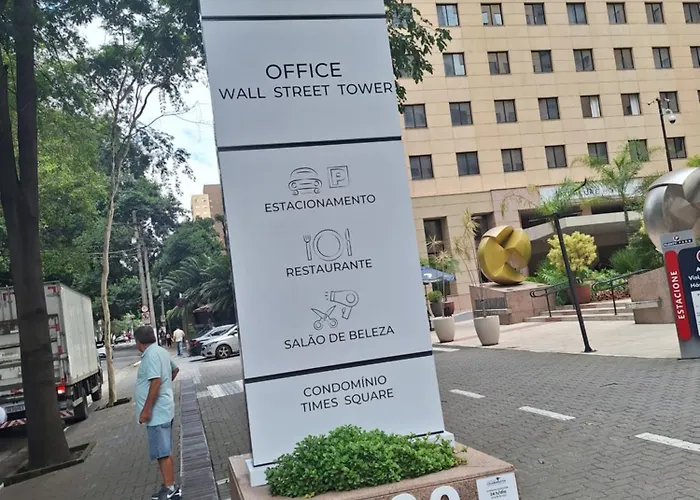 OFFICE
WALL STREET TOWER
P
ESTACIONAMENTO
RESTAURANTE
SALÃO DE BELEZA
CONDOMÍNIO
TIMES SQUARE
ESTACIONE